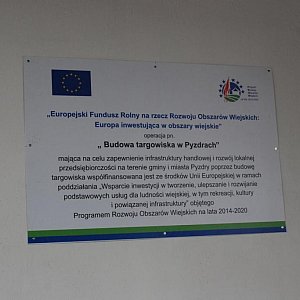 „Europejski Fundusz Rolny na rzecz Rozwoju Obszarów Wiejskich:
Europa inwestująca w obszary wiejskie”
operacja pn.
„ Budowa targowiska w Pyzdrach”
mająca na celu zapewnienie infrastruktury handlowej i rozwój lokalnej
przedsiębiorczości na terenie gminy i miasta Pyzdry poprzez budowę
targowiska współfinansowana jest ze środków Unii Europejskiej w ramach
poddziałania „Wsparcie inwestycji w tworzenie, ulepszanie i rozwijanie
podstawowych usług dla ludności wiejskiej, w tym rekreacji, kultury
i powiązanej infrastruktury” objętego
Programem Rozwoju Obszarów Wiejskich na lata 2014-2020